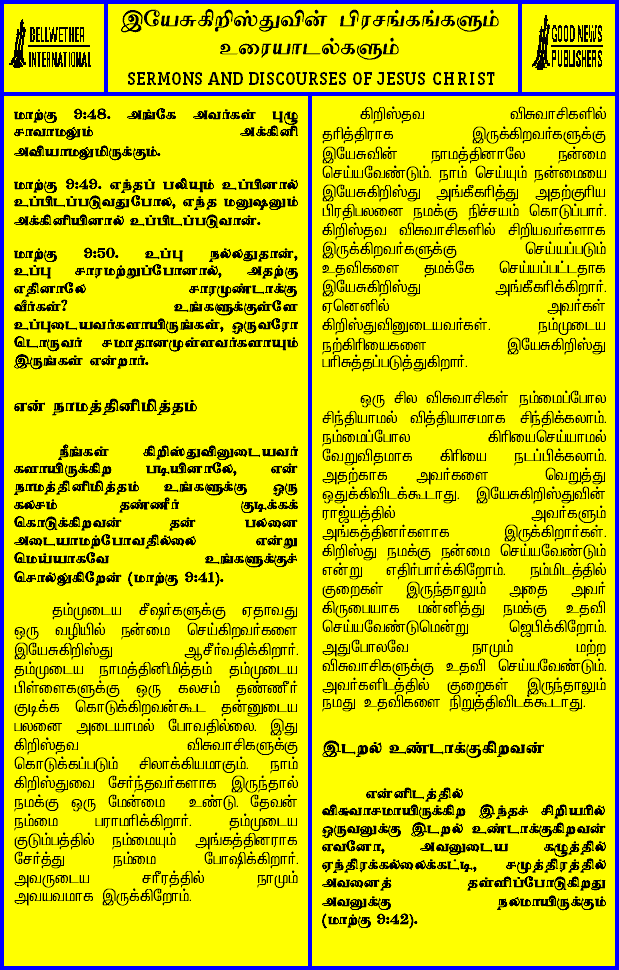 BELLWETHER
INTERNATIONAL
இயேசுகிறிஸ்துவின் பிரசங்கங்களும்
உரையாடல்களும்
SERMONS AND DISCOURSES OF JESUS CHRIST
GOOD NEWS
PUBLISHERS
மாற்கு 9:48. அங்கே அவர்கள் புழு
சாவாமலும் அக்கினி
அவியாமலுமிருக்கும்.
மாற்கு 9:49. எந்தப் பலியும் உப்பினால்
உப்பிடப்படுவதுபோல, எந்த மனுஷனும்
அக்கினியினால் உப்பிடப்படுவான்.
மாற்கு 9:50. உப்பு நல்லதுதான்,
உப்பு சாரமற்றுப்போனால், அதற்கு
எதினாலே சாரமுண்டாக்கு
வீர்கள்? உங்களுக்குள்ளே
உப்புடையவர்களாயிருங்கள், ஒருவரோ
டொருவர் சமாதானமுள்ளவர்களாயும்
இருங்கள் என்றார்.
என் நாமத்தினிமித்தம்
நீங்கள் கிறிஸ்துவினுடையவர்
களாயிருக்கிற படியினாலே, என்
நாமத்தினிமித்தம் உங்களுக்கு ஒரு
கலசம் தண்ணீர் குடிக்கக்
கொடுக்கிறவன் தன் பலனை
அடையாமற்போவதில்லை என்று
மெய்யாகவே உங்களுக்குச்
சொல்லுகிறேன் (மாற்கு 9:41).
தம்முடைய சீஷர்களுக்கு ஏதாவது
ஒரு வழியில் நன்மை செய்கிறவர்களை
இயேசுகிறிஸ்து ஆசீர்வதிக்கிறார்.
தம்முடைய நாமத்தினிமித்தம் தம்முடைய
பிள்ளைகளுக்கு ஒரு கலசம் தண்ணீர்
குடிக்க கொடுக்கிறவன்கூட தன்னுடைய
பலனை அடையாமல் போவதில்லை. இது
கிறிஸ்தவ விசுவாசிகளுக்கு
கொடுக்கப்படும் சிலாக்கியமாகும். நாம்
கிறிஸ்துவை சேர்ந்தவர்களாக இருந்தால்
நமக்கு ஒரு மேன்மை உண்டு. தேவன்
நம்மை பராமரிக்கிறார். தம்முடைய
குடும்பத்தில் நம்மையும் அங்கத்தினராக
சேர்த்து நம்மை போஷிக்கிறார்.
அவருடைய சரீரத்தில் நாமும்
அவயவமாக இருக்கிறோம்.
கிறிஸ்தவ விசுவாசிகளில்
தரித்திராக இருக்கிறவர்களுக்கு
இயேசுவின் நாமத்தினாலே நன்மை
செய்யவேண்டும். நாம் செய்யும் நன்மையை
இயேசுகிறிஸ்து அங்கீகரித்து அதற்குரிய
பிரதிபலனை நமக்கு நிச்சயம் கொடுப்பார்.
கிறிஸ்தவ விசுவாசிகளில் சிறியவர்களாக
இருக்கிறவர்களுக்கு செய்யப்படும்
உதவிகளை தமக்கே செய்யப்பட்டதாக
இயேசுகிறிஸ்து அங்கீகரிக்கிறார்.
ஏனெனில் அவர்கள்
கிறிஸ்துவினுடையவர்கள். நம்முடைய
நற்கிரியைகளை இயேசுகிறிஸ்து
பரிசுத்தப்படுத்துகிறார்.
ஒரு சில விசுவாசிகள் நம்மைப்போல
சிந்தியாமல் வித்தியாசமாக சிந்திக்கலாம்.
நம்மைப்போல கிரியைசெய்யாமல்
வேறுவிதமாக கிரியை நடப்பிக்கலாம்.
அதற்காக அவர்களை வெறுத்து
ஒதுக்கிவிடக்கூடாது. இயேசுகிறிஸ்துவின்
ராஜ்யத்தில் அவர்களும்
அங்கத்தினர்களாக இருக்கிறார்கள்.
கிறிஸ்து நமக்கு நன்மை செய்யவேண்டும்
என்று எதிர்பார்க்கிறோம். நம்மிடத்தில்
குறைகள் இருந்தாலும் அதை அவர்
கிருபையாக மன்னித்து நமக்கு உதவி
செய்யவேண்டுமென்று ஜெபிக்கிறோம்.
அதுபோலவே நாமும் மற்ற
விசுவாசிகளுக்கு உதவி செய்யவேண்டும்.
அவர்களிடத்தில் குறைகள் இருந்தாலும்
நமது உதவிகளை நிறுத்திவிடக்கூடாது.
இடறல் உண்டாக்குகிறவன்
என்னிடத்தில்
விசுவாசமாயிருக்கிற இந்தச் சிறியரில்
ஒருவனுக்கு இடறல் உண்டாக்குகிறவன்
எவனோ, அவனுடைய கழுத்தில்
ஏந்திரக்கல்லைக்கட்டி, சமுத்திரத்தில்
அவனைத் தள்ளிப்போடுகிறது
அவனுக்கு நலமாயிருக்கும்
(மாற்கு 9:42).